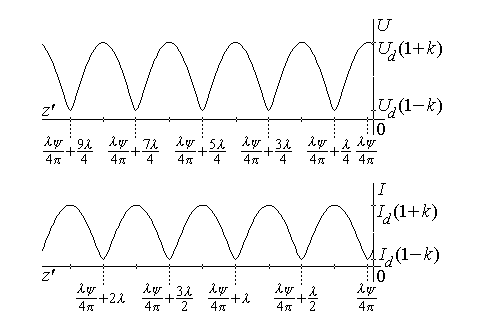 U
U_d(1+k)
z' U_d(1−k)
0
λψ/4π + 9λ/4 λψ/4π + 7λ/4 λψ/4π + 5λ/4 λψ/4π + 3λ/4 λψ/4π + λ/4 λψ/4π
I
I_d(1+k)
I_d(1−k)
z' 0
λψ/4π + 2λ λψ/4π + 3λ/2 λψ/4π + λ λψ/4π + λ/2 λψ/4π